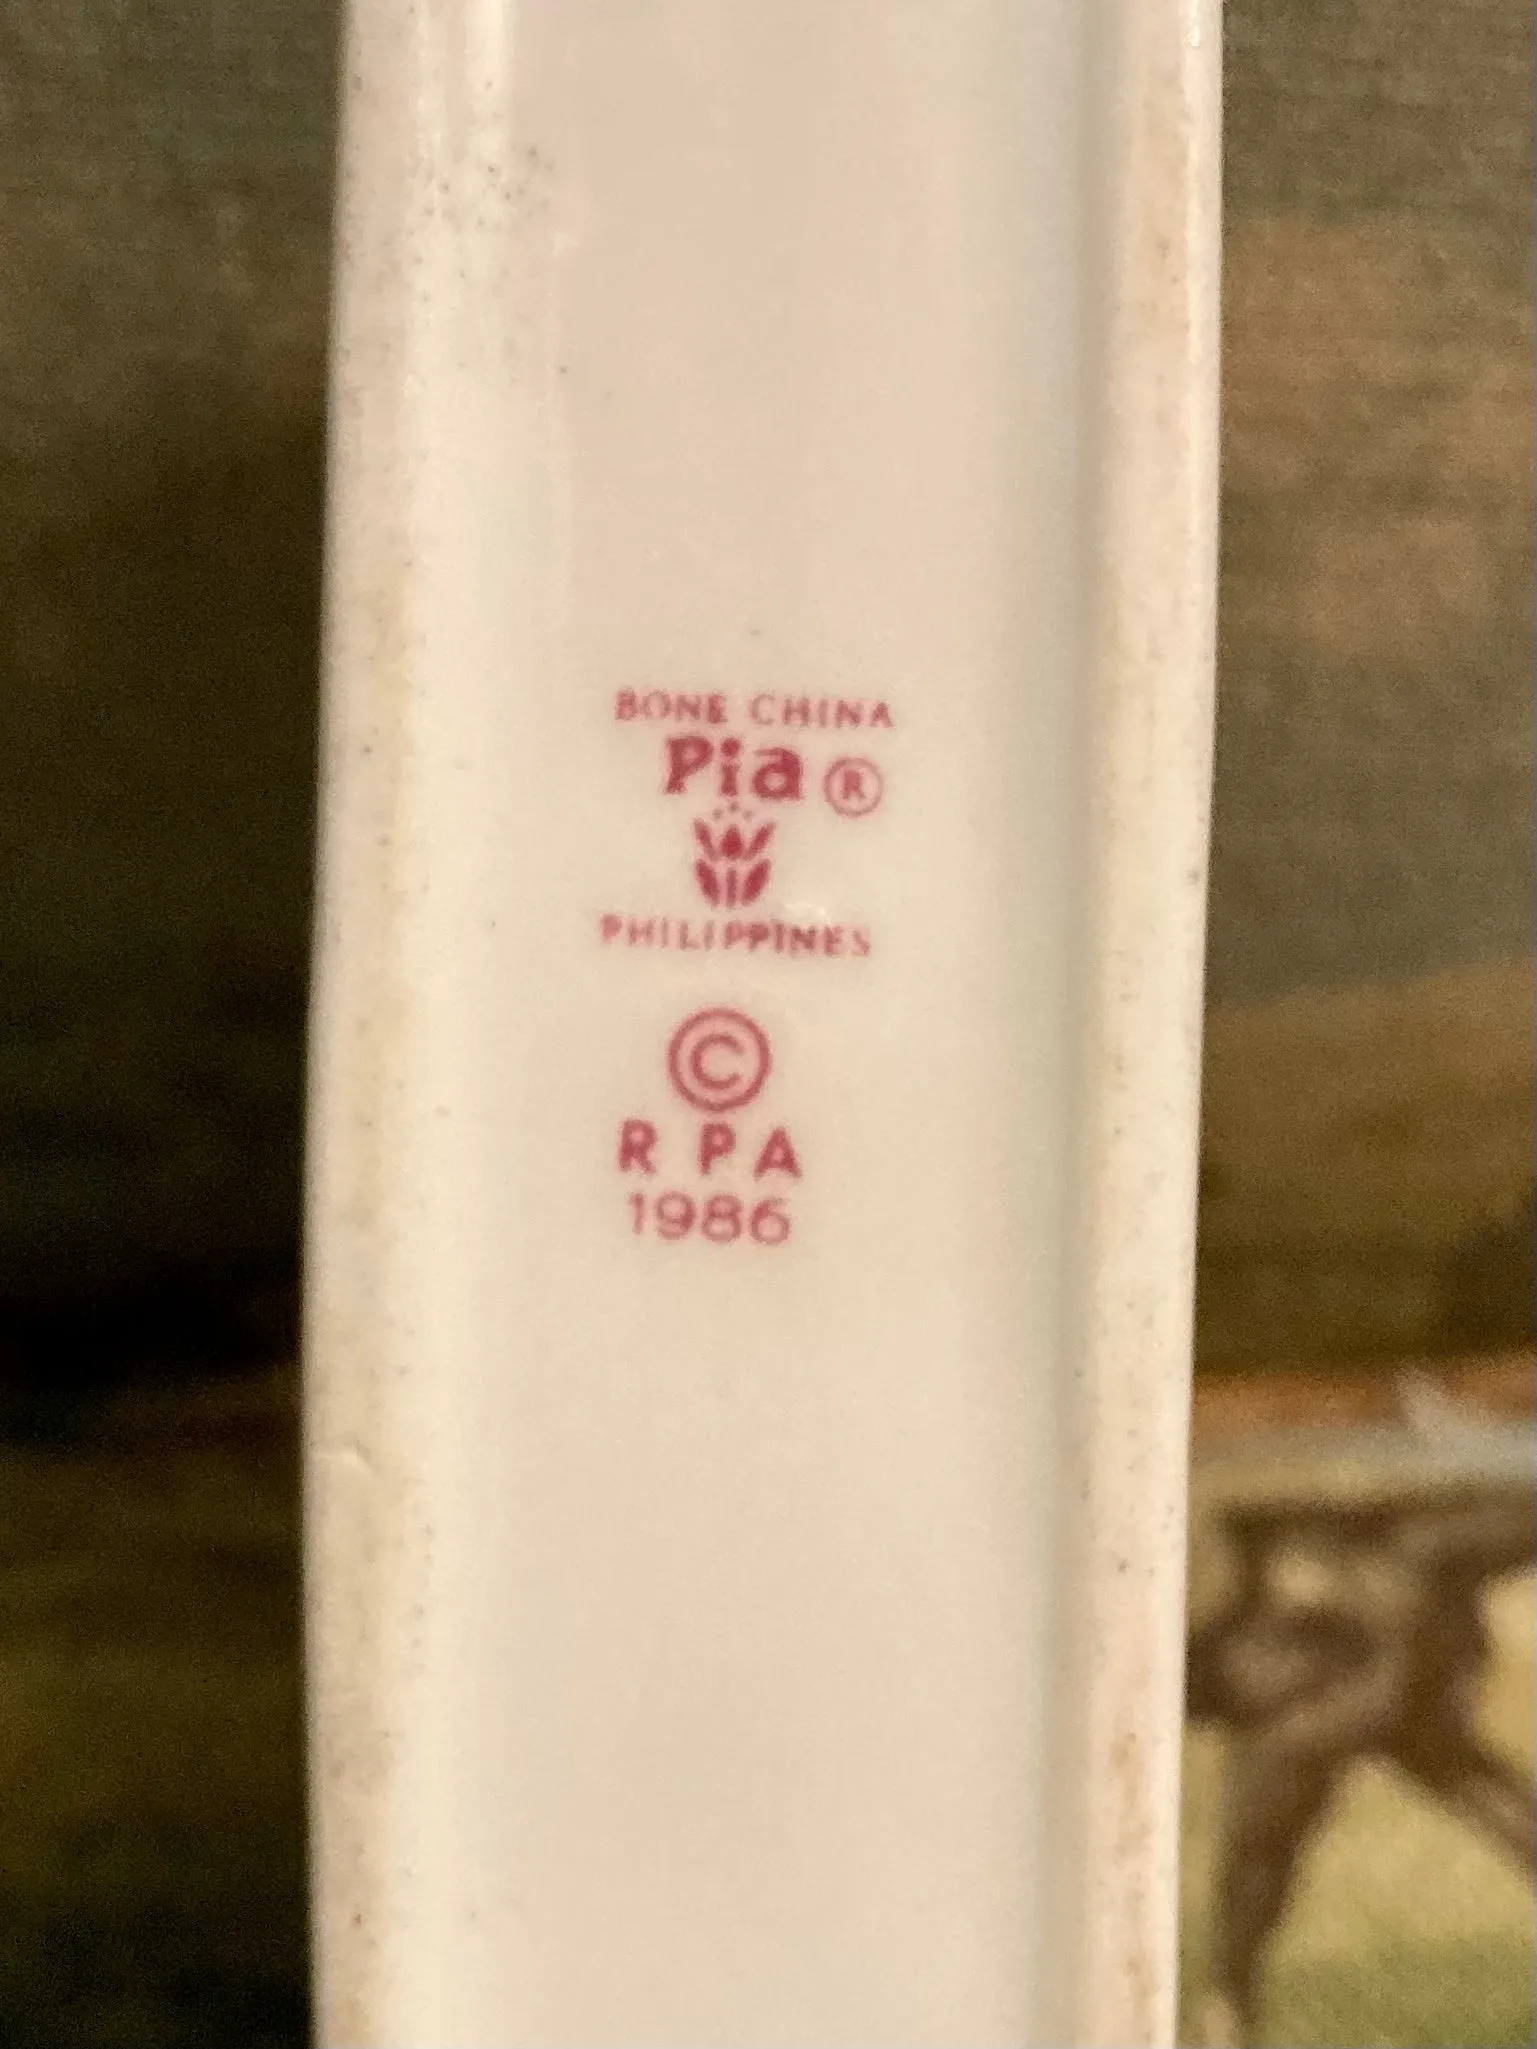 BONE CHINA
Pia ®
PHILIPPINES
©
R P A
1986